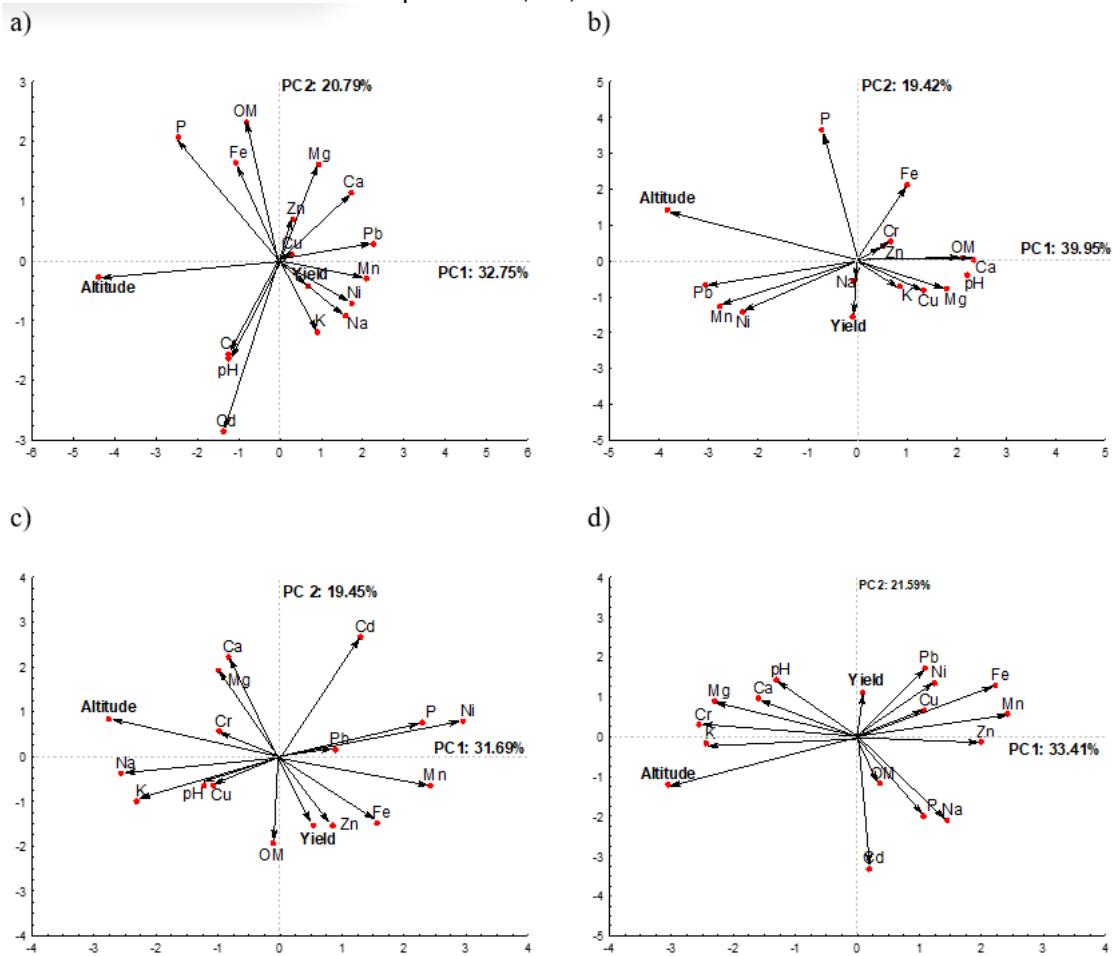 a)
b)
PC2: 20.79%
P
OM
Fe
Mg
Ca
Zn
Cu
Pb
PC1: 32.75%
Mn
Altitude
Yield
Ni
K
Na
Cr
pH
Cd
3
2
1
0
-1
-2
-3
-6 -5 -4 -3 -2 -1 0 1 2 3 4 5 6
PC2: 19.42%
P
Fe
Altitude
Cr
Zn
OM
PC1: 39.95%
Ca
pH
Pb
Na
K
Cu
Mg
Mn
Ni
Yield
5
4
3
2
1
0
-1
-2
-3
-4
-5
-5 -4 -3 -2 -1 0 1 2 3 4 5
c)
d)
PC 2: 19.45%
Cd
Ca
Mg
Altitude
Cr
P
Ni
Pb
PC1: 31.69%
Na
K
pH
Cu
Mn
Fe
Yield
Zn
OM
4
3
2
1
0
-1
-2
-3
-4
-4 -3 -2 -1 0 1 2 3 4
PC 2: 21.59%
pH
Pb
Ni
Fe
Mg
Ca
Yield
Cu
Mn
Cr
K
Zn
PC1: 33.41%
Altitude
OM
P
Na
Cd
4
3
2
1
0
-1
-2
-3
-4
-5
-4 -3 -2 -1 0 1 2 3 4